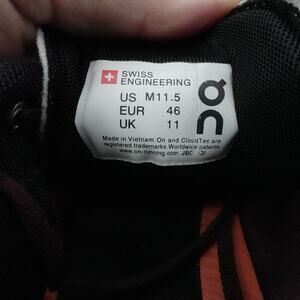 SWISS
ENGINEERING
US M11.5
EUR 46
UK 11
Made in Vietnam. On and CloudTec are
registered trademarks. Worldwide patents.
www.on-running.com